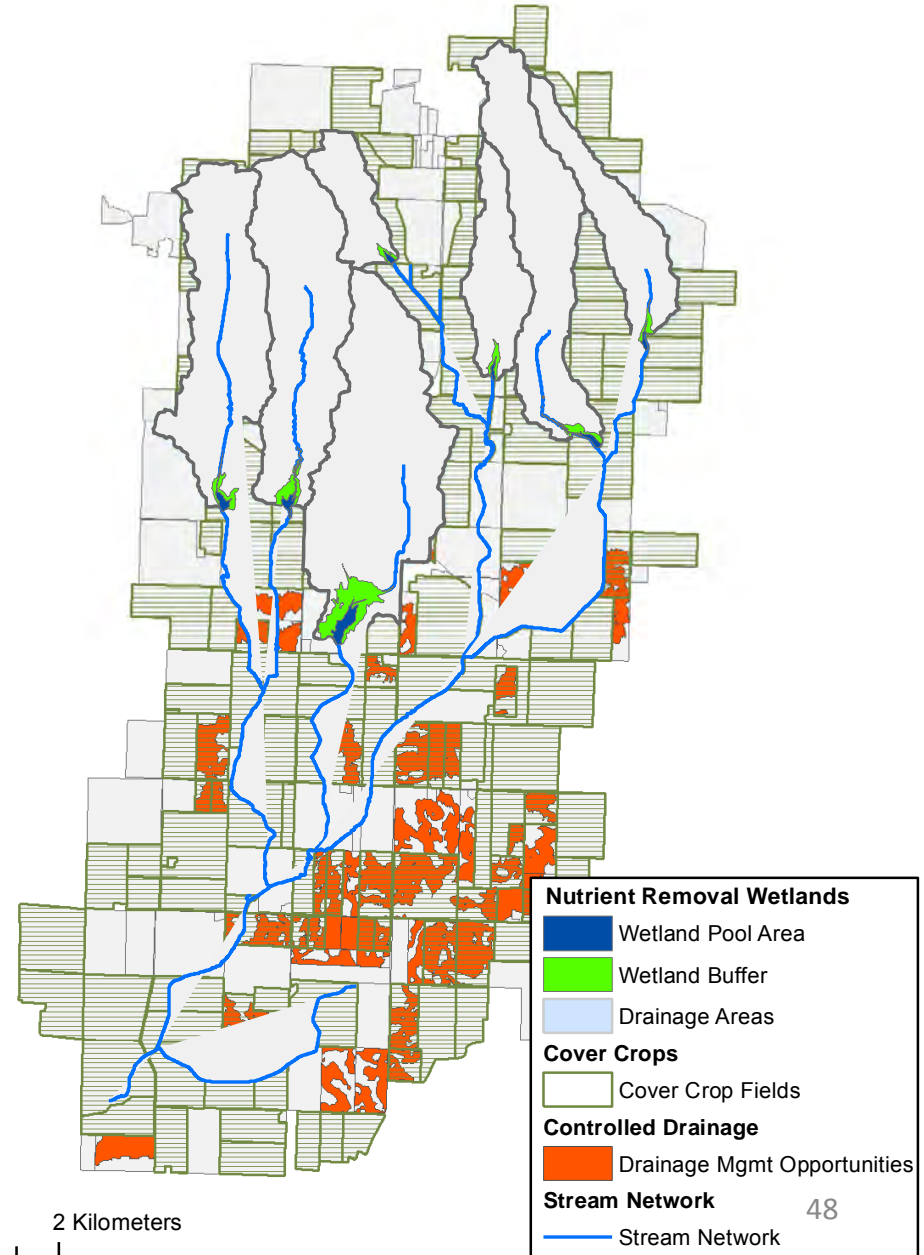 Nutrient Removal Wetlands
Wetland Pool Area
Wetland Buffer
Drainage Areas
Cover Crops
Cover Crop Fields
Controlled Drainage
Drainage Mgmt Opportunities
Stream Network
48
Stream Network
2 Kilometers